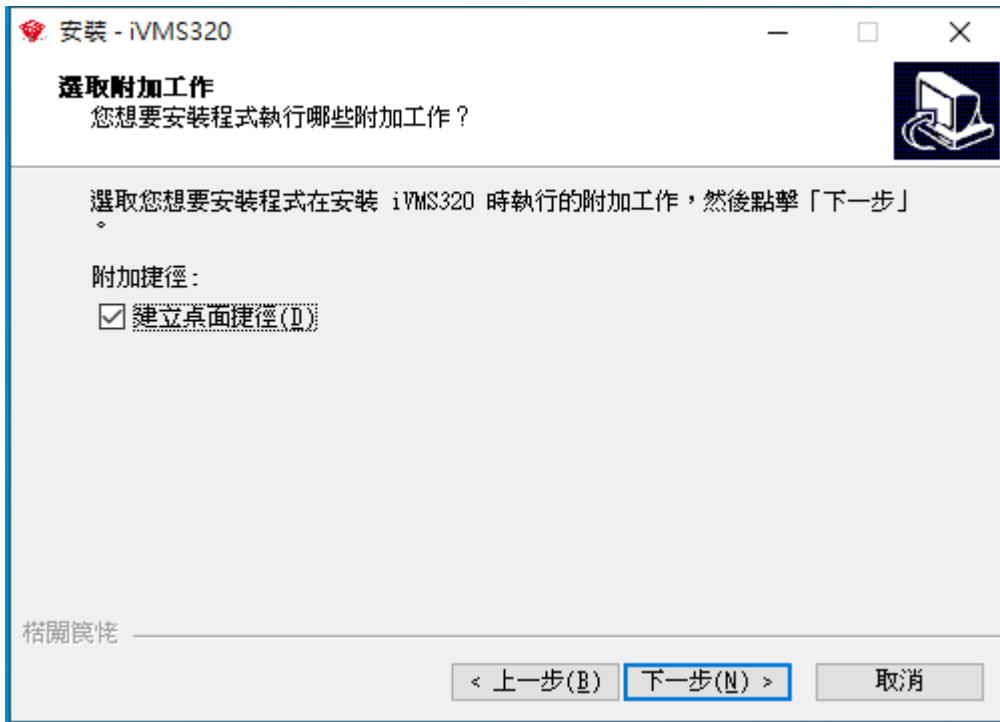 安裝 - iVMS320
選取附加工作
您想要安裝程式執行哪些附加工作？
選取您想要安裝程式在安裝 iVMS320 時執行的附加工作，然後點擊「下一步」
。
附加捷徑:
建立桌面捷徑(D)
< 上一步(B)
下一步(N) >
取消